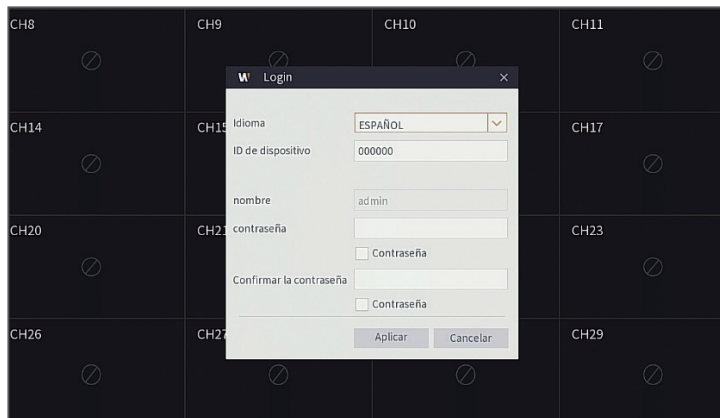 CH8 CH9 CH10 CH11
W Login ×
Idioma ESPAÑOL
CH14 CH15 CH17
ID de dispositivo 000000
nombre admin
CH20 CH21 contraseña CH23
Contraseña
Confirmar la contraseña
Contraseña
CH26 CH27 Aplicar Cancelar CH29